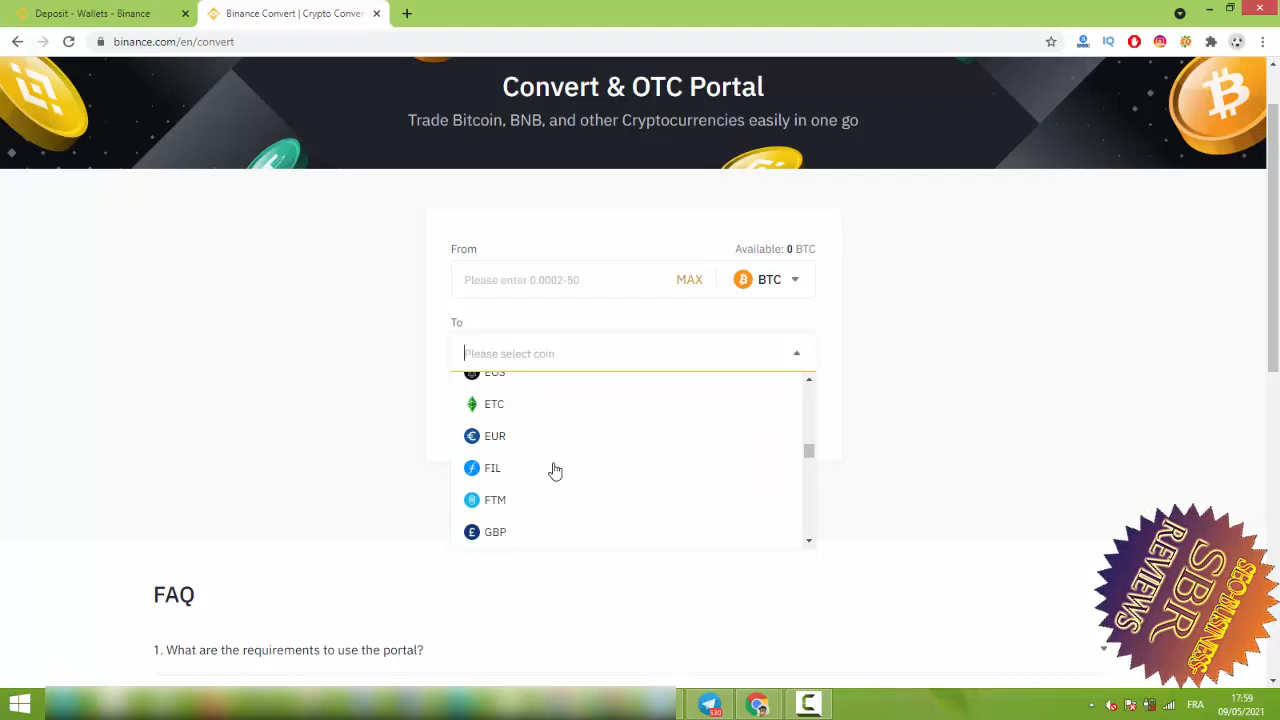 Deposit - Wallets - Binance
Binance Convert | Crypto Conver
binance.com/en/convert
Convert & OTC Portal
Trade Bitcoin, BNB, and other Cryptocurrencies easily in one go
From
Available: 0 BTC
Please enter 0.0002-50
MAX
BTC
To
Please select coin
EOS
ETC
EUR
FIL
FTM
GBP
FAQ
1. What are the requirements to use the portal?
SEO-BUSINESS-
SBR
REVIEWS
530
FRA
17:59
09/05/2021